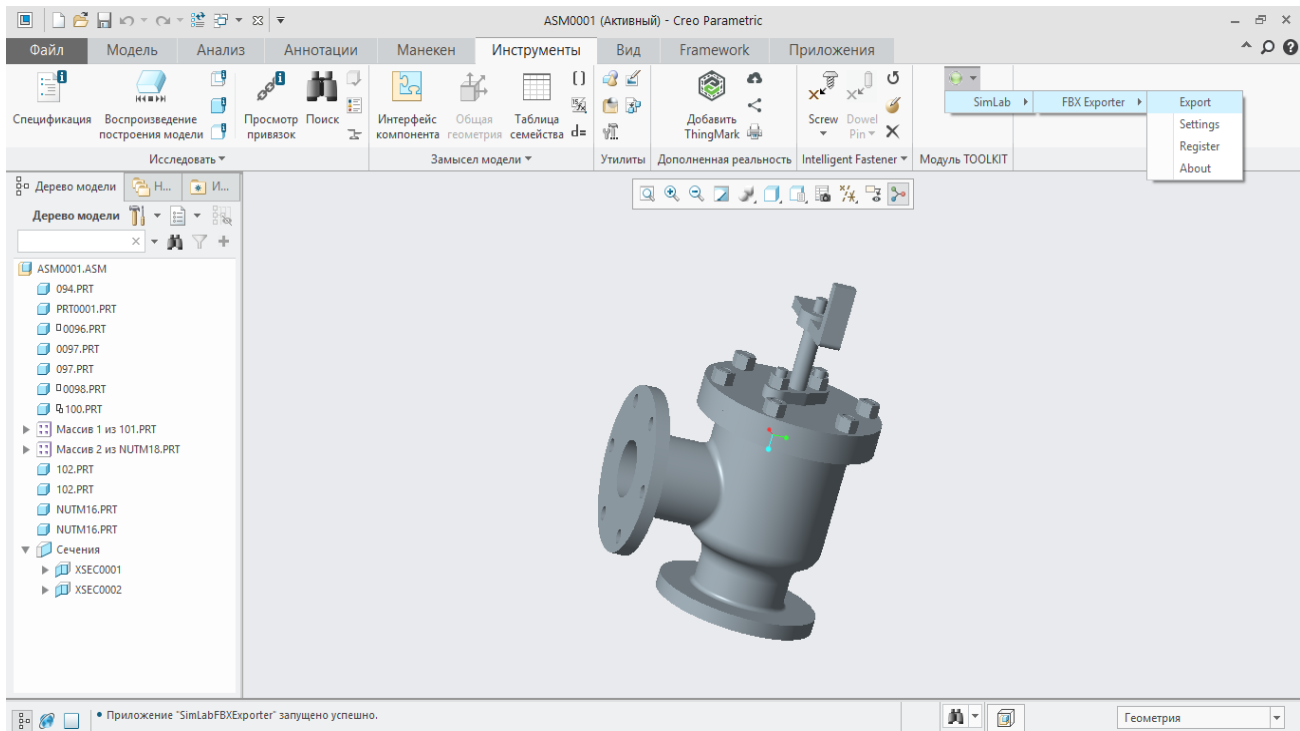 ASM0001 (Активный) - Creo Parametric
Файл Модель Анализ Аннотации Манекен Инструменты Вид Framework Приложения
Спецификация
Воспроизведение
построения модели
Просмотр
привязок
Поиск
Интерфейс
компонента
Общая
геометрия
Таблица
семейства
d=
Добавить
ThingMark
Screw
Dowel
Pin
SimLab
FBX Exporter
Export
Settings
Register
About
Исследовать
Замысел модели
Утилиты
Дополненная реальность
Intelligent Fastener
Модуль TOOLKIT
Дерево модели
Н...
И...
Дерево модели
ASM0001.ASM
094.PRT
PRT0001.PRT
0096.PRT
0097.PRT
097.PRT
0098.PRT
100.PRT
Массив 1 из 101.PRT
Массив 2 из NUTM18.PRT
102.PRT
102.PRT
NUTM16.PRT
NUTM16.PRT
Сечения
XSEC0001
XSEC0002
• Приложение "SimLabFBXExporter" запущено успешно.
Геометрия